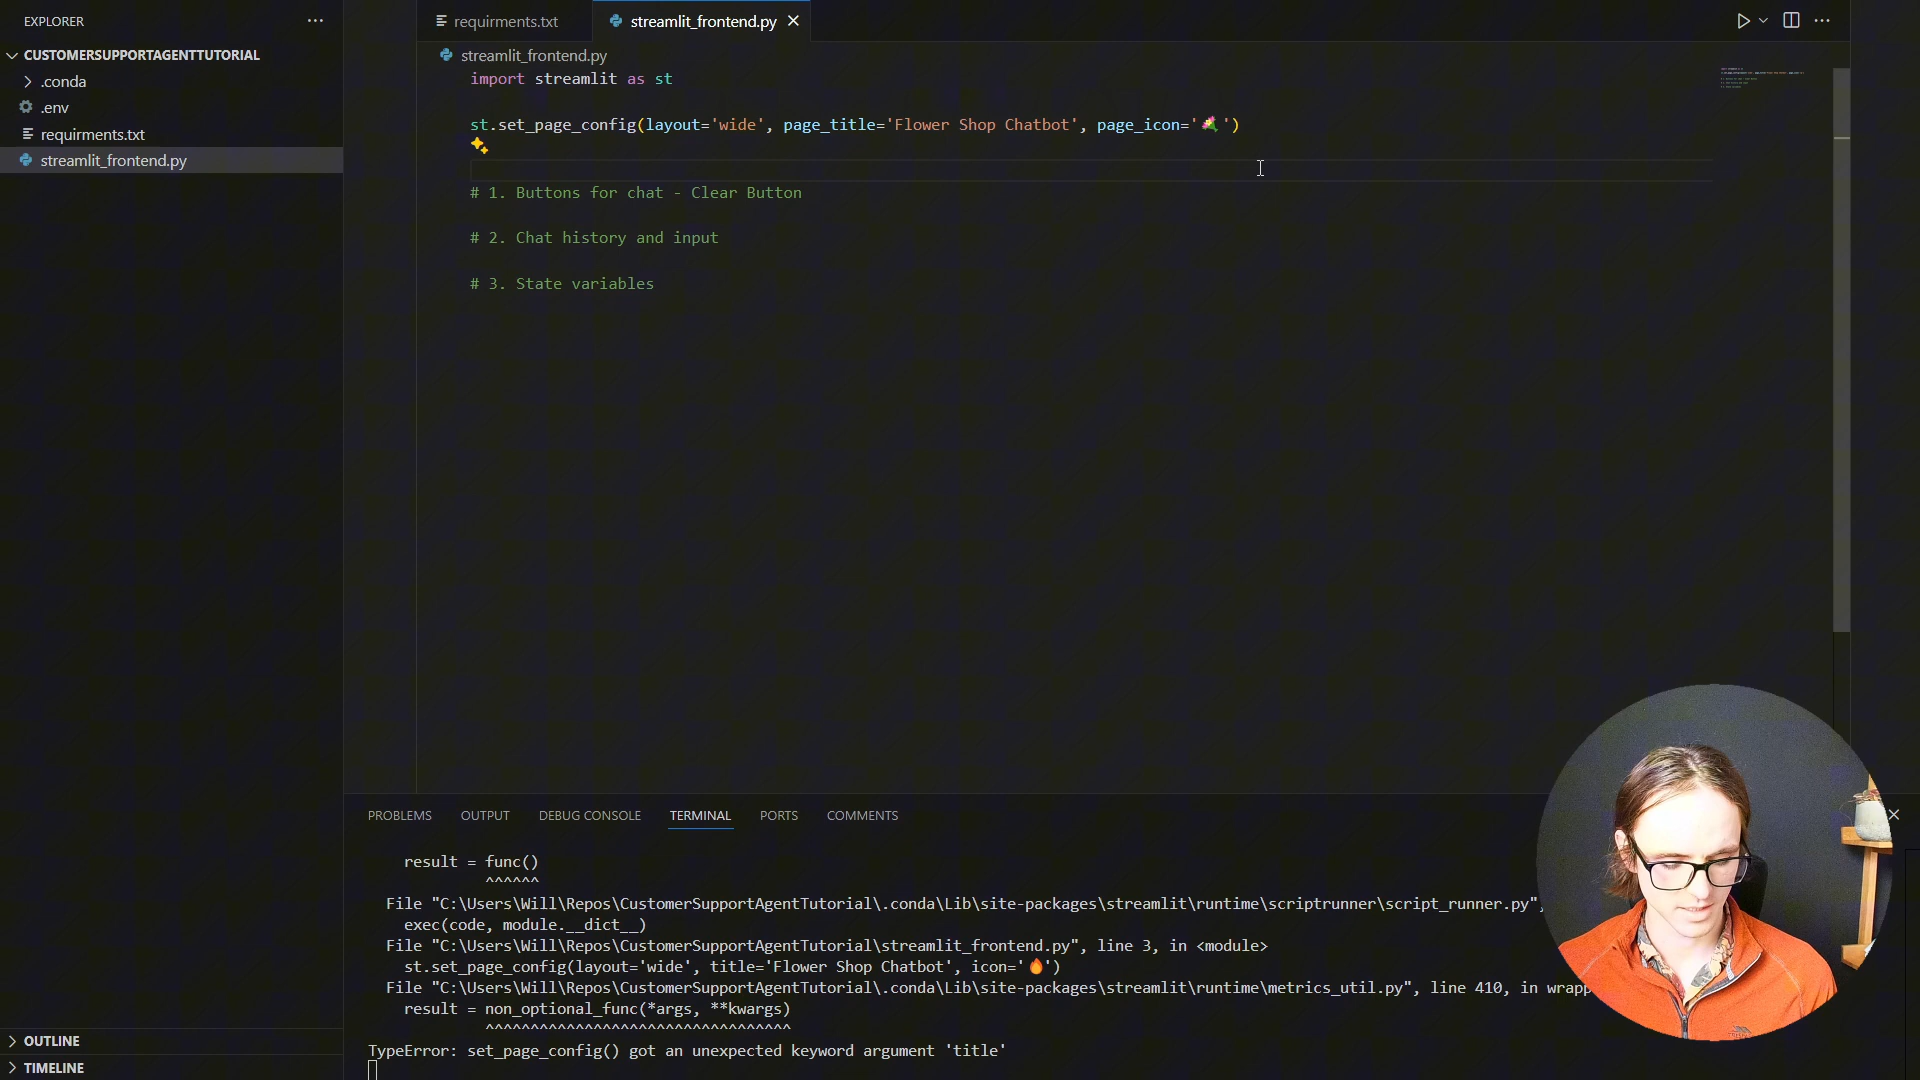 EXPLORER
CUSTOMERSUPPORTAGENTTUTORIAL
.conda
.env
requirments.txt
streamlit_frontend.py
requirments.txt
streamlit_frontend.py
streamlit_frontend.py
import streamlit as st
st.set_page_config(layout='wide', page_title='Flower Shop Chatbot', page_icon='💐')
# 1. Buttons for chat - Clear Button
# 2. Chat history and input
# 3. State variables
PROBLEMS OUTPUT DEBUG CONSOLE TERMINAL PORTS COMMENTS
result = func()
^^^^^^
File "C:\Users\Will\Repos\CustomerSupportAgentTutorial\.conda\Lib\site-packages\streamlit\runtime\scriptrunner\script_runner.py",
exec(code, module.__dict__)
File "C:\Users\Will\Repos\CustomerSupportAgentTutorial\streamlit_frontend.py", line 3, in <module>
st.set_page_config(layout='wide', title='Flower Shop Chatbot', icon='🔥')
File "C:\Users\Will\Repos\CustomerSupportAgentTutorial\.conda\Lib\site-packages\streamlit\runtime\metrics_util.py", line 410, in wrapp
result = non_optional_func(*args, **kwargs)
^^^^^^^^^^^^^^^^^^^^^^^^^^^^^^^^^^
TypeError: set_page_config() got an unexpected keyword argument 'title'
OUTLINE
TIMELINE